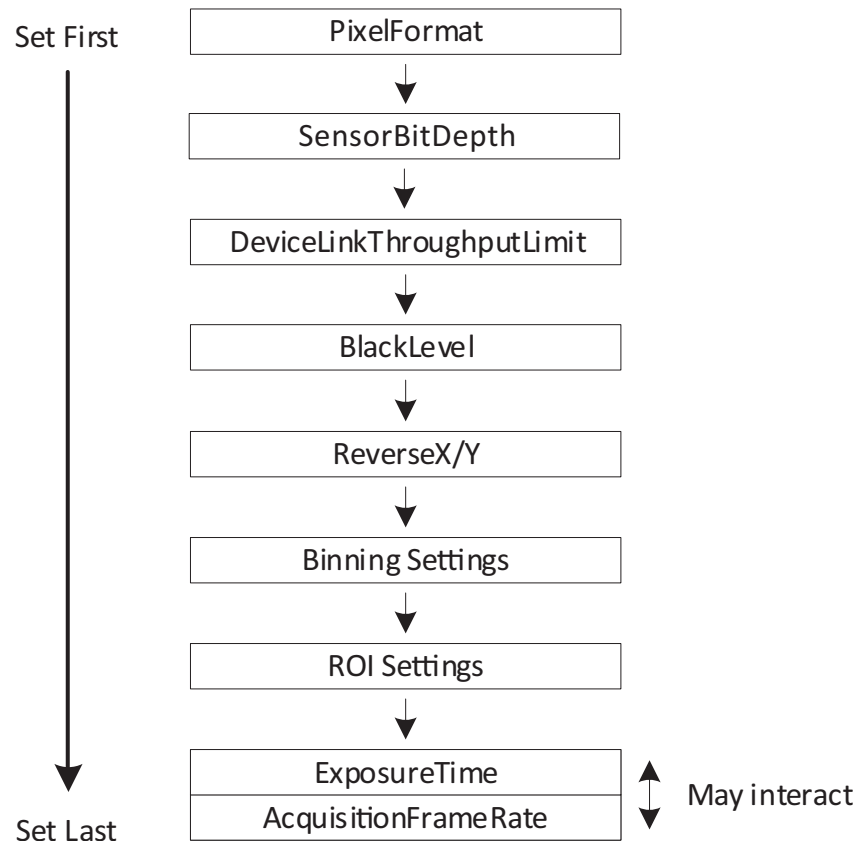 Set First
PixelFormat
SensorBitDepth
DeviceLinkThroughputLimit
BlackLevel
ReverseX/Y
Binning Settings
ROI Settings
ExposureTime
May interact
AcquisitionFrameRate
Set Last